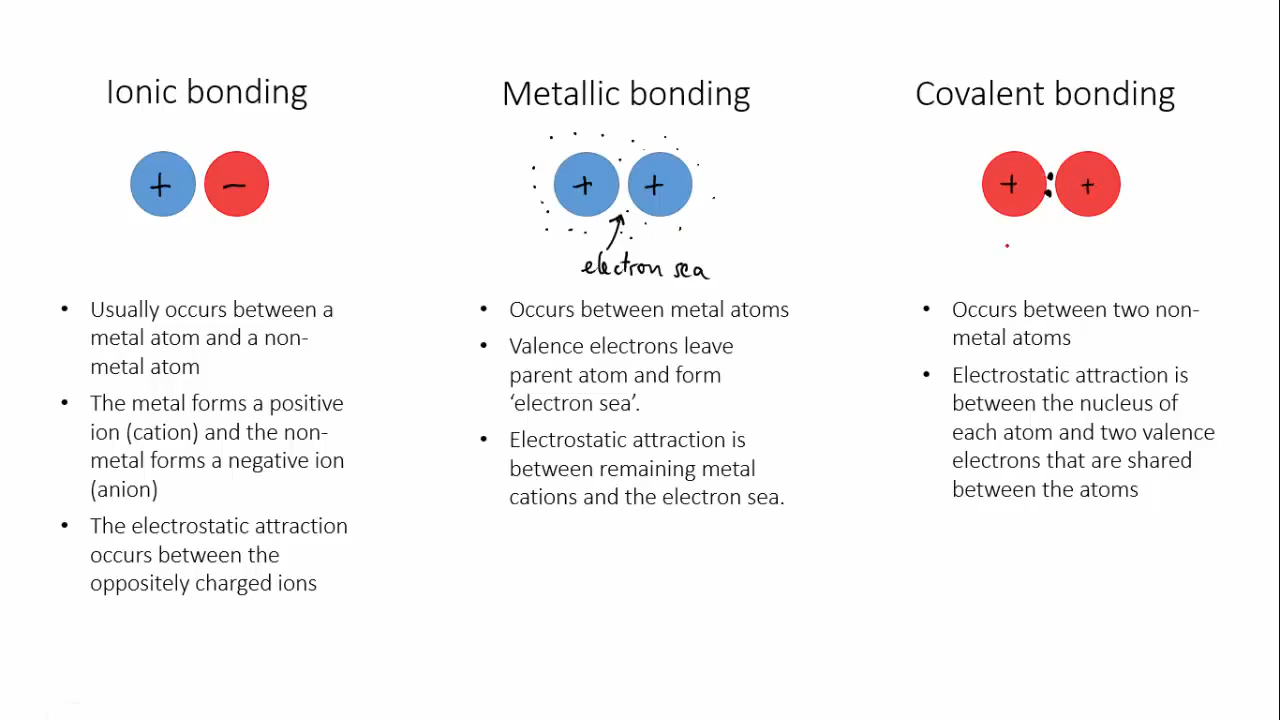 Ionic bonding
+ −
• Usually occurs between a
metal atom and a non-
metal atom
• The metal forms a positive
ion (cation) and the non-
metal forms a negative ion
(anion)
• The electrostatic attraction
occurs between the
oppositely charged ions
Metallic bonding
+ +
electron sea
• Occurs between metal atoms
• Valence electrons leave
parent atom and form
‘electron sea’.
• Electrostatic attraction is
between remaining metal
cations and the electron sea.
Covalent bonding
+ : +
• Occurs between two non-
metal atoms
• Electrostatic attraction is
between the nucleus of
each atom and two valence
electrons that are shared
between the atoms